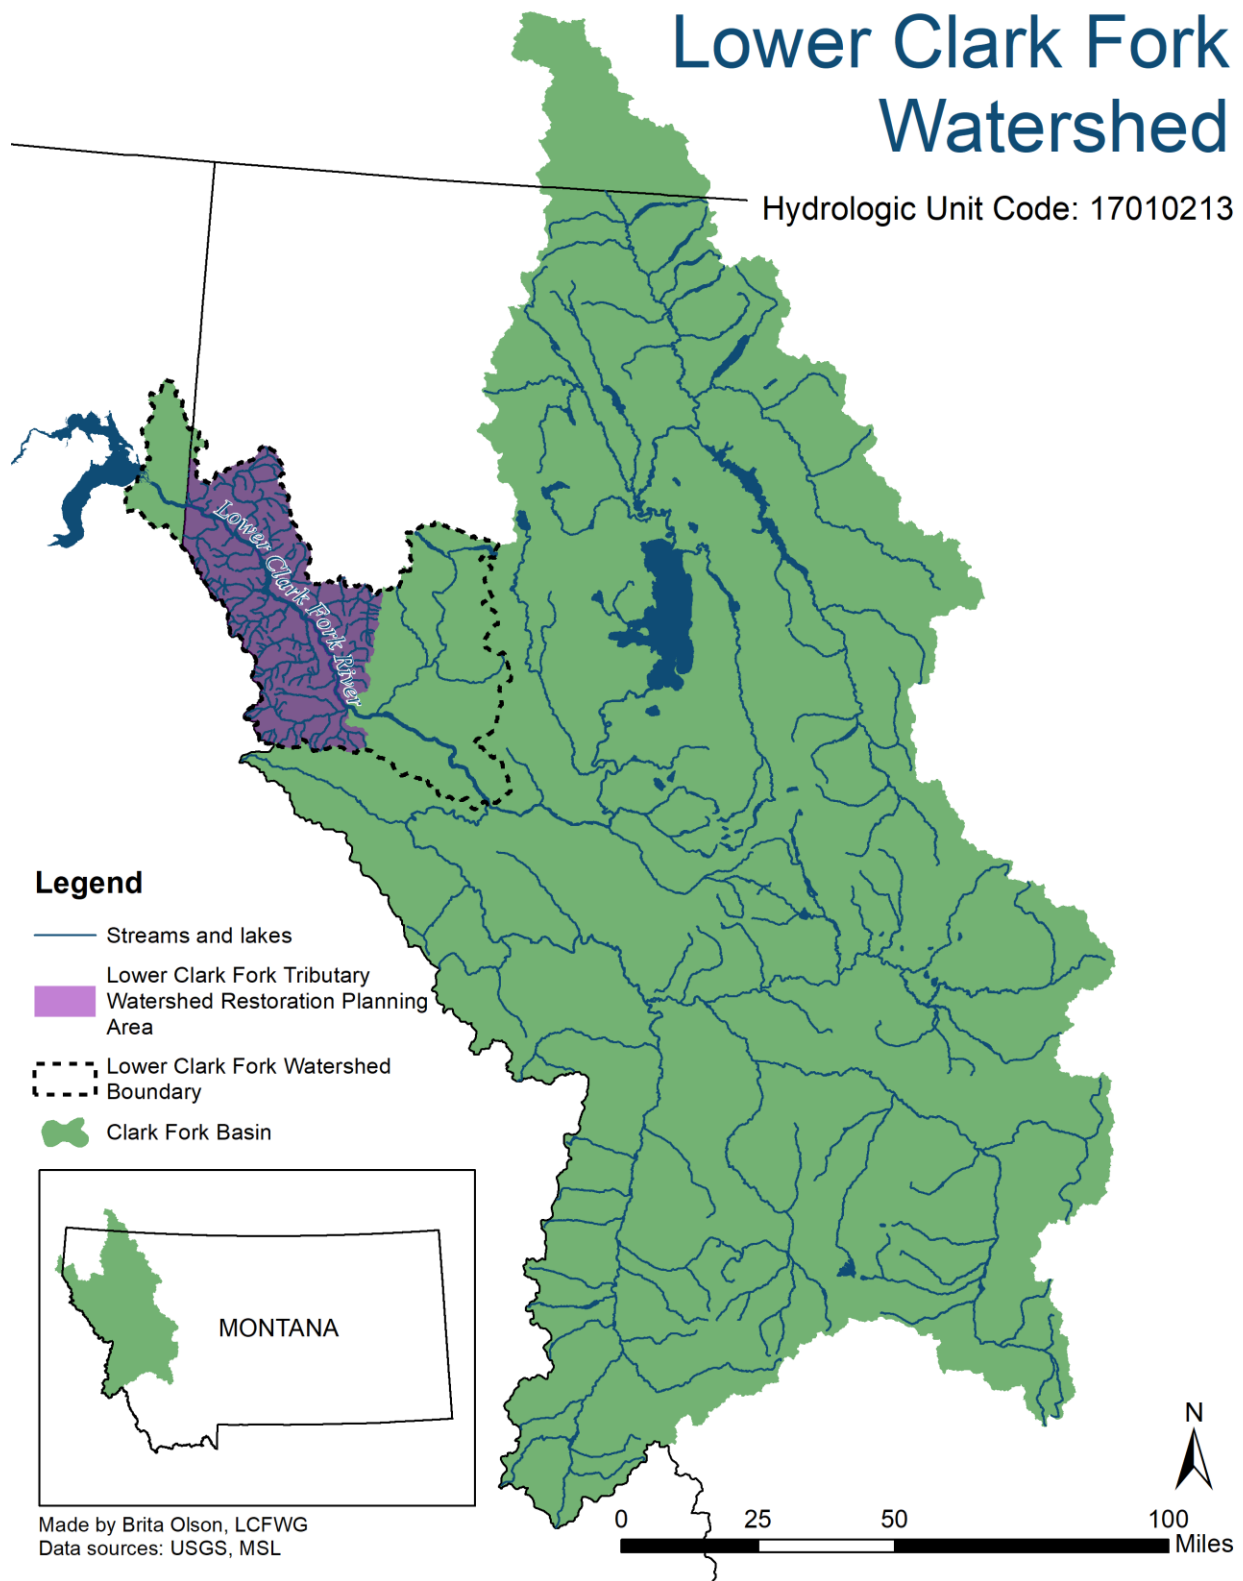 Lower Clark Fork
Watershed
Hydrologic Unit Code: 17010213
Lower Clark Fork River
Legend
Streams and lakes
Lower Clark Fork Tributary
Watershed Restoration Planning
Area
Lower Clark Fork Watershed
Boundary
Clark Fork Basin
MONTANA
Made by Brita Olson, LCFWG
Data sources: USGS, MSL
N
0 25 50 100
Miles